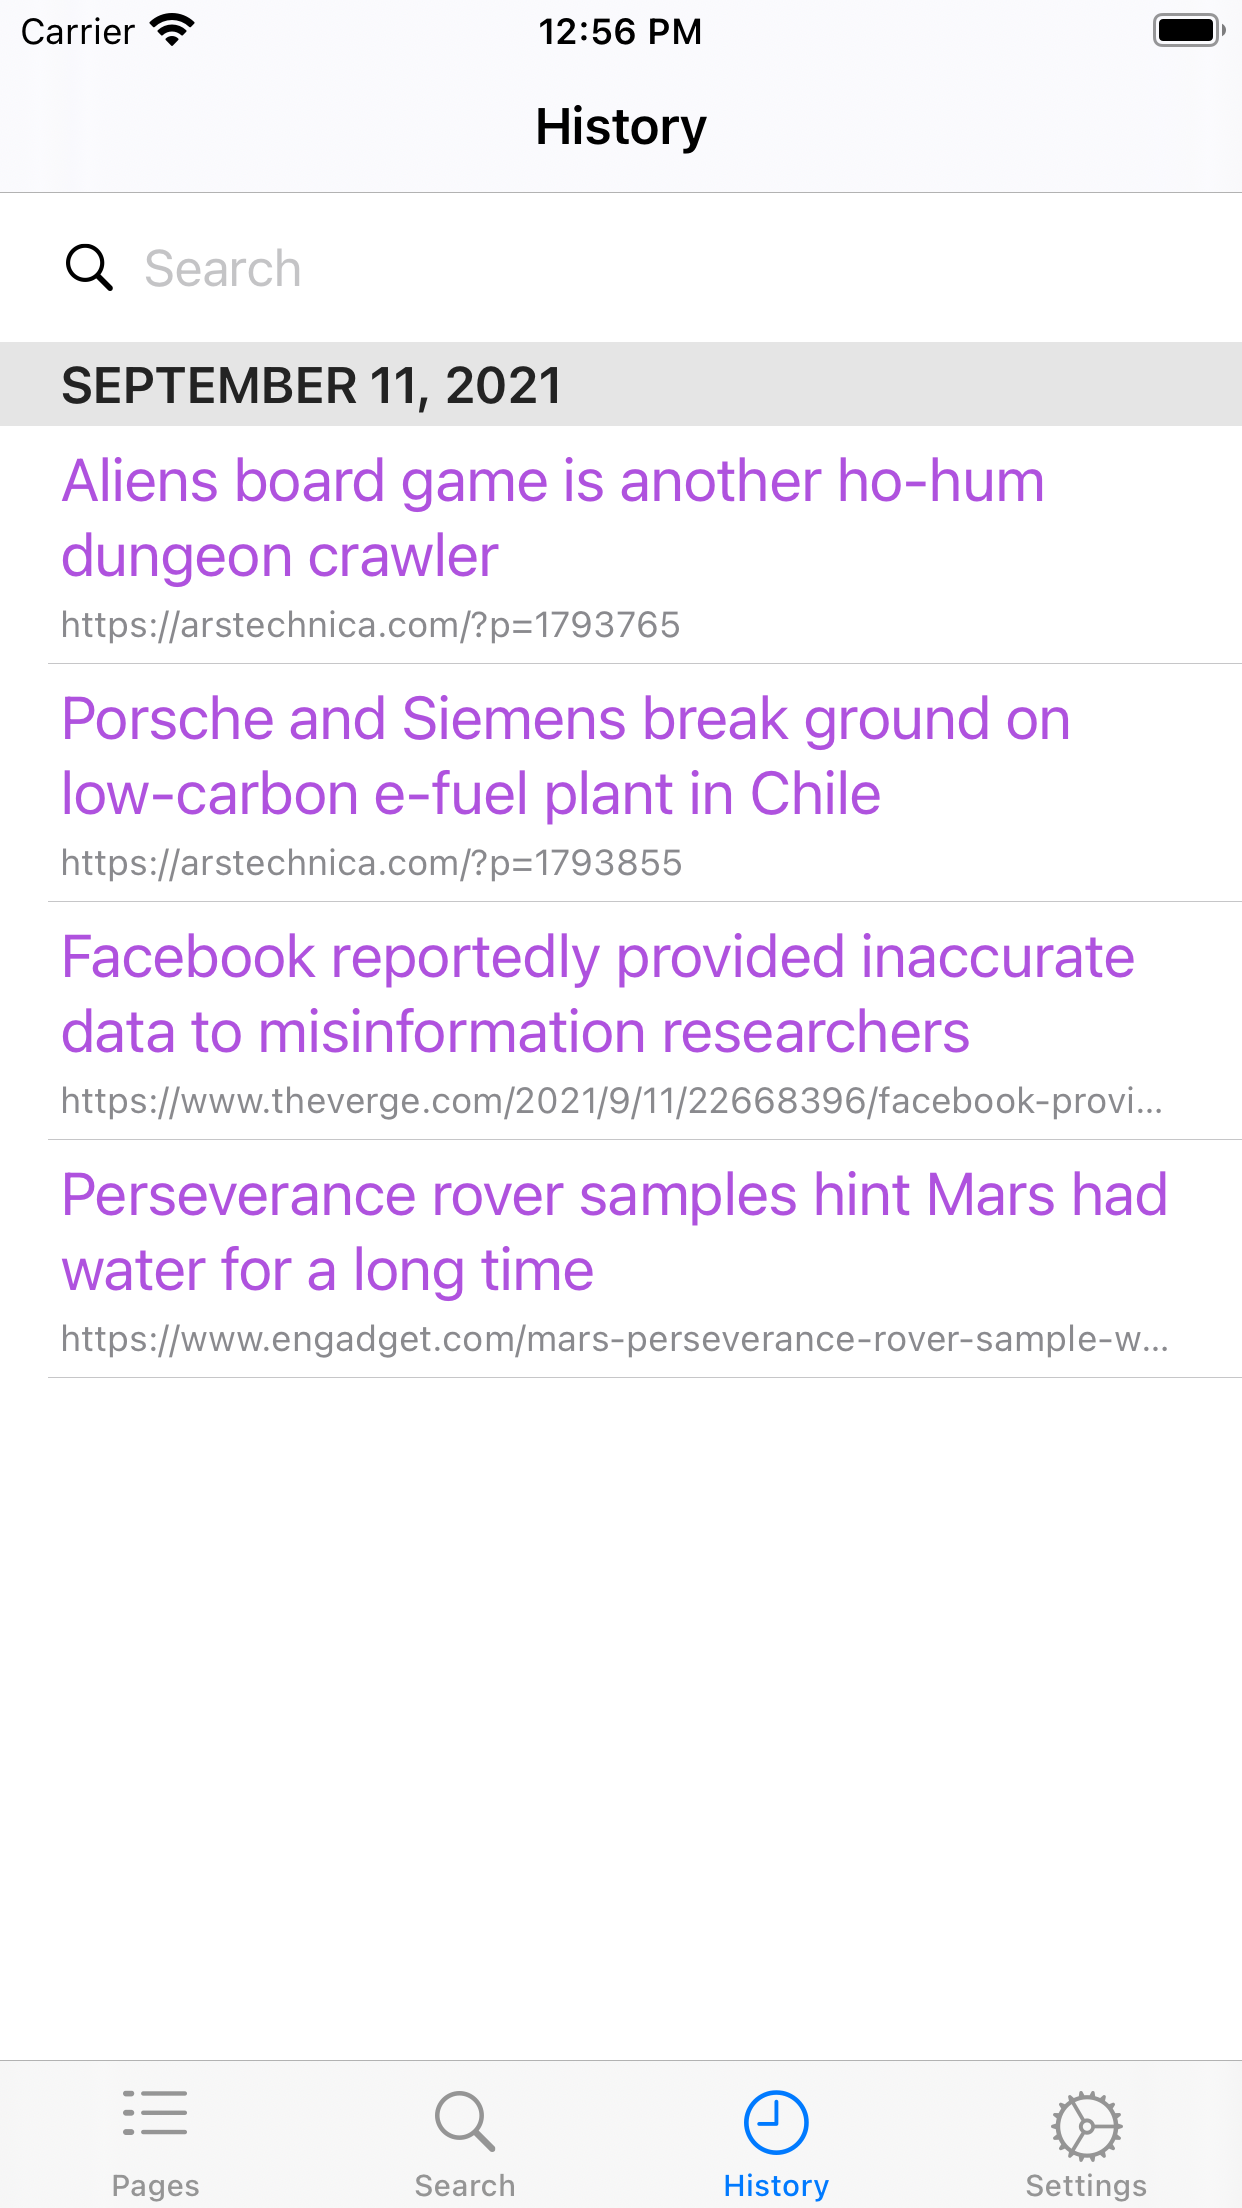 Carrier 12:56 PM
History
Search
SEPTEMBER 11, 2021
Aliens board game is another ho-hum
dungeon crawler
https://arstechnica.com/?p=1793765
Porsche and Siemens break ground on
low-carbon e-fuel plant in Chile
https://arstechnica.com/?p=1793855
Facebook reportedly provided inaccurate
data to misinformation researchers
https://www.theverge.com/2021/9/11/22668396/facebook-provi...
Perseverance rover samples hint Mars had
water for a long time
https://www.engadget.com/mars-perseverance-rover-sample-w...
Pages Search History Settings